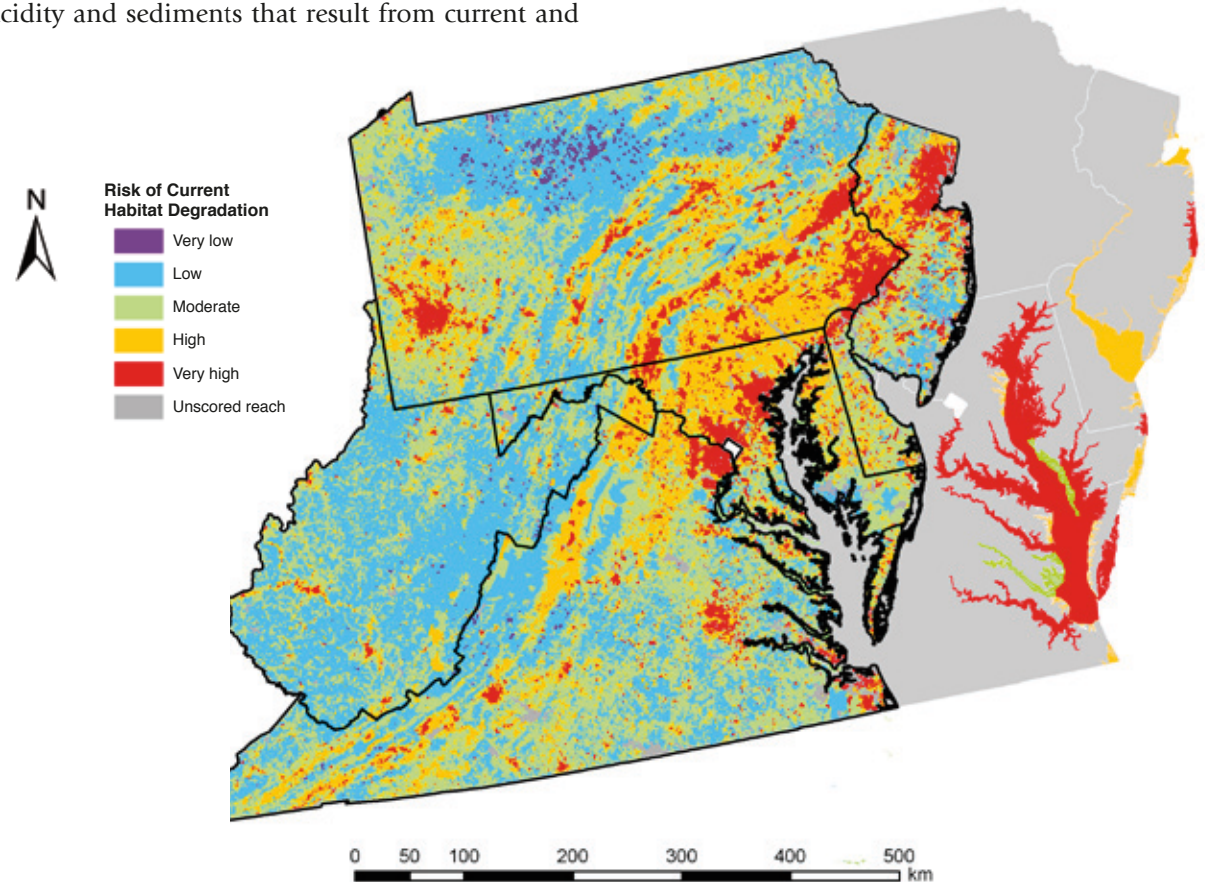 cidity and sediments that result from current and
N
Risk of Current
Habitat Degradation
Very low
Low
Moderate
High
Very high
Unscored reach
0 50 100 200 300 400 500
km